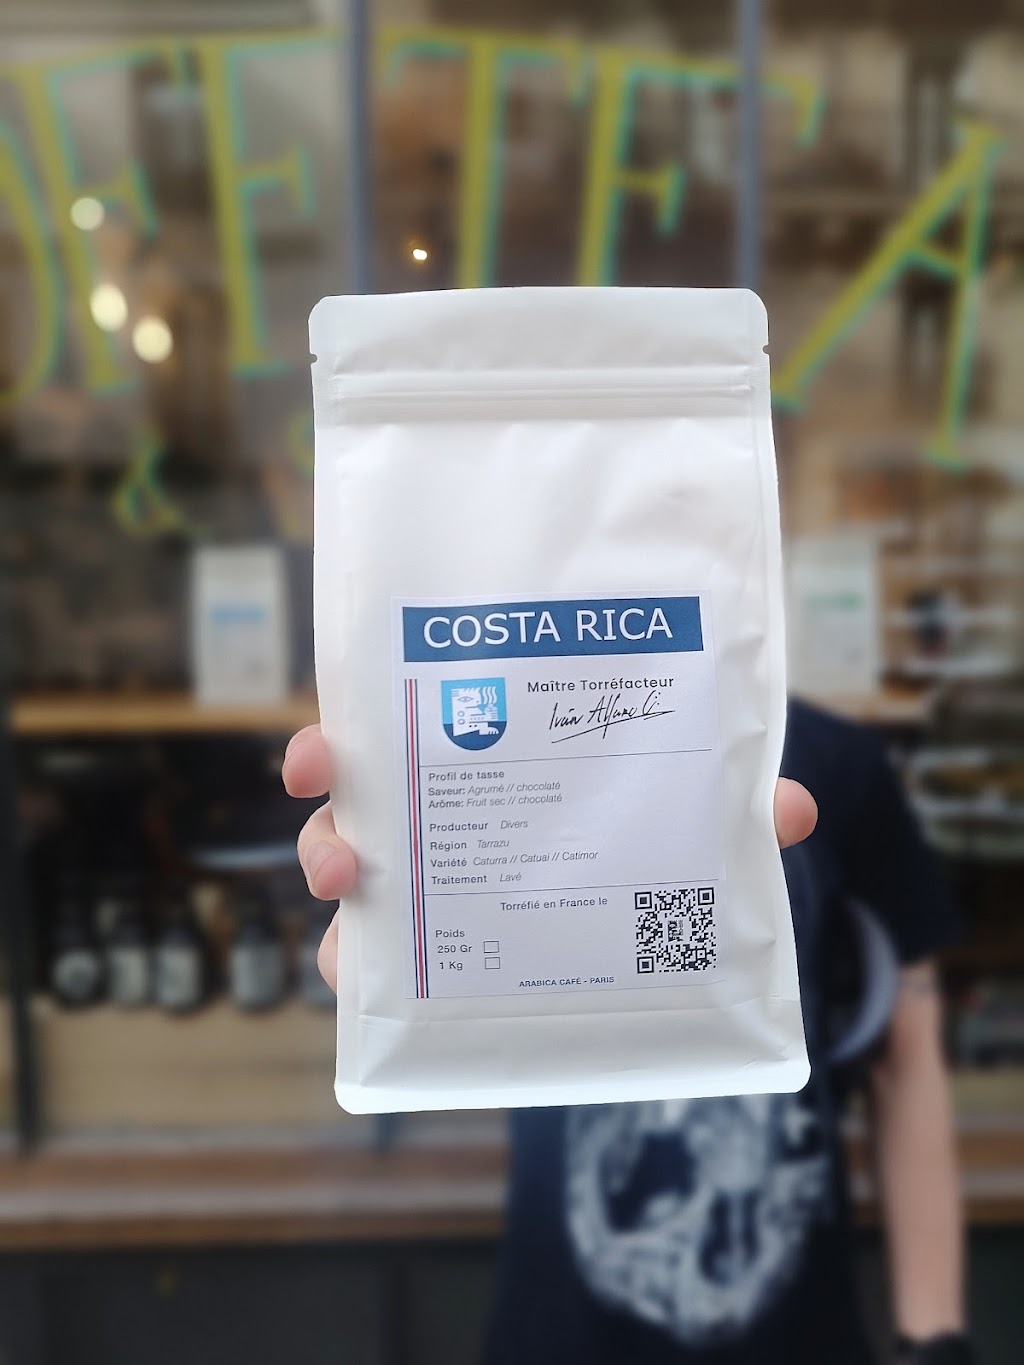 COSTA RICA
Maître Torréfacteur
Profil de tasse
Saveur: Agrumé // chocolaté
Arôme: Fruit sec // chocolaté
Producteur Divers
Région Tarrazu
Variété Caturra // Catuai // Catimor
Traitement Lavé
Torréfié en France le
Poids
250 Gr
1 Kg
ARABICA CAFÉ - PARIS